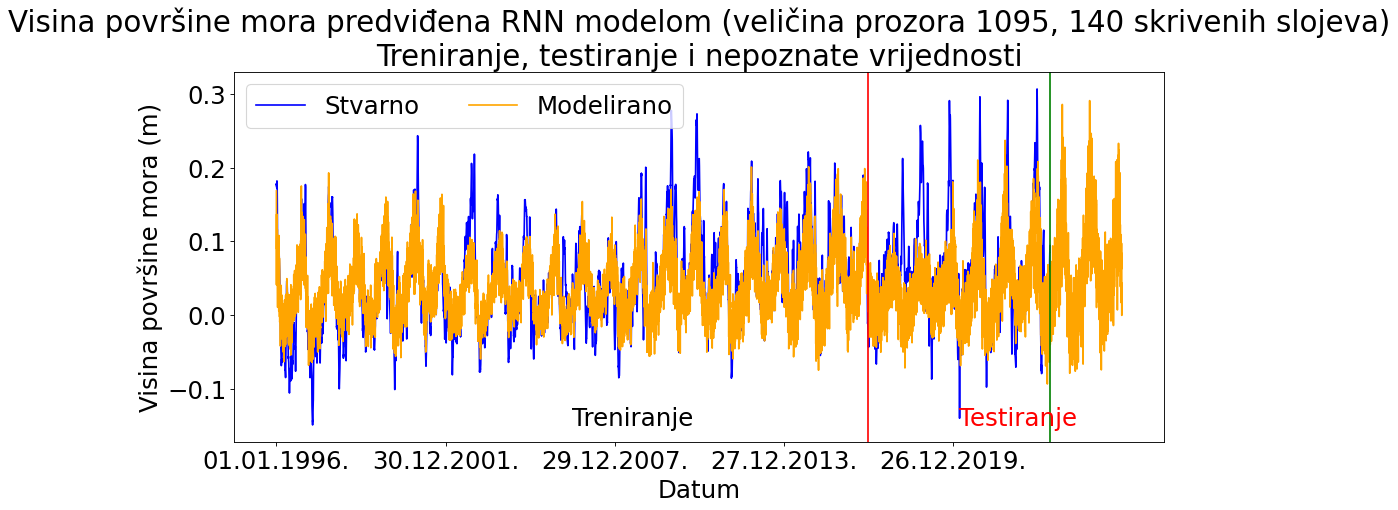 Visina površine mora predviđena RNN modelom (veličina prozora 1095, 140 skrivenih slojeva)
Treniranje, testiranje i nepoznate vrijednosti
Stvarno Modelirano
Visina površine mora (m)
0.3
0.2
0.1
0.0
−0.1
Treniranje Testiranje
01.01.1996. 30.12.2001. 29.12.2007. 27.12.2013. 26.12.2019.
Datum